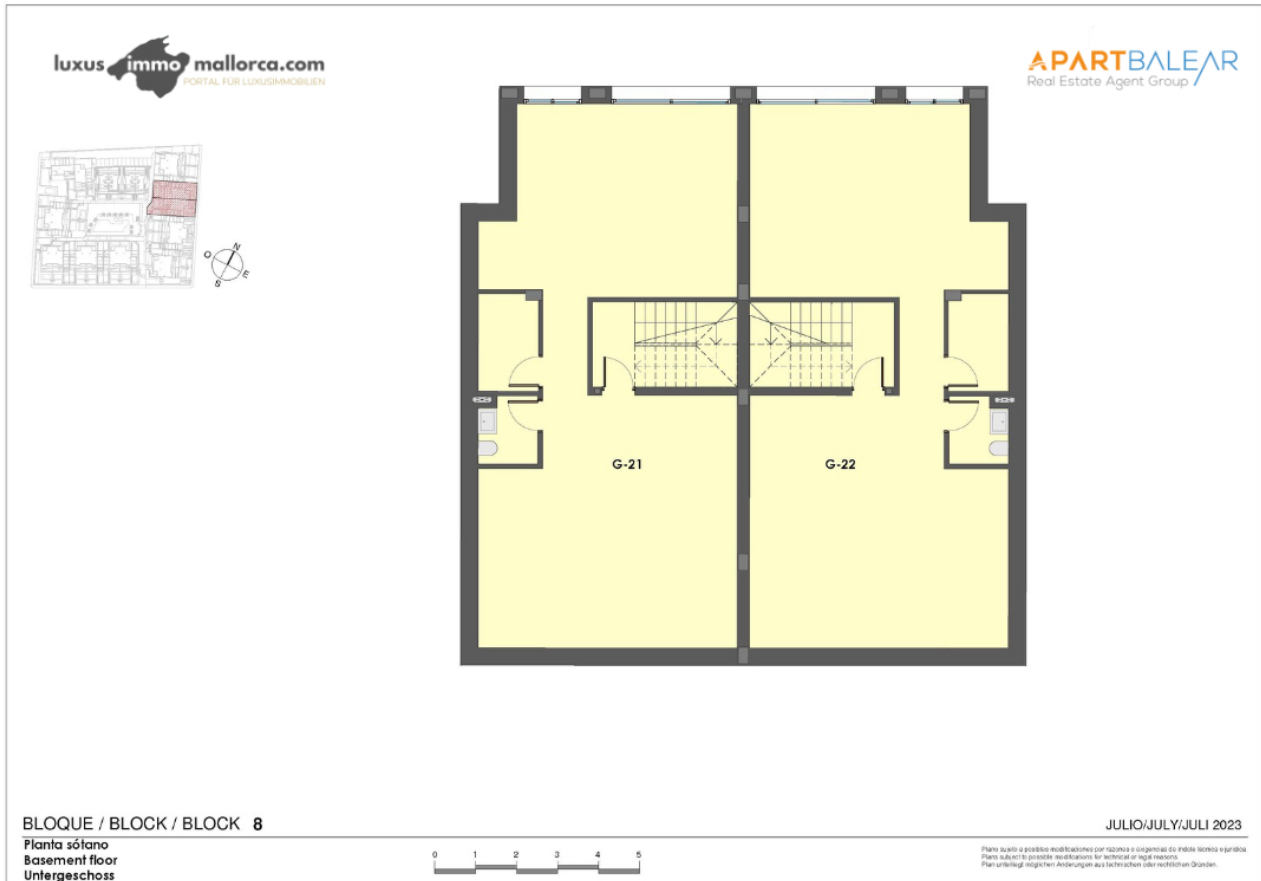 luxus immo mallorca.com
PORTAL FÜR LUXUSIMMOBILIEN
APARTBALEAR
Real Estate Agent Group
N
O
E
S
G-21
G-22
BLOQUE / BLOCK / BLOCK 8
JULIO/JULY/JULI 2023
Planta sótano
Basement floor
Untergeschoss
0 1 2 3 4 5
Plano sujeto a posibles modificaciones por razones o exigencias de índole técnica o jurídica
Plans subject to possible modifications for technical or legal reasons
Plan unterliegt möglichen Änderungen aus technischen oder rechtlichen Gründen.